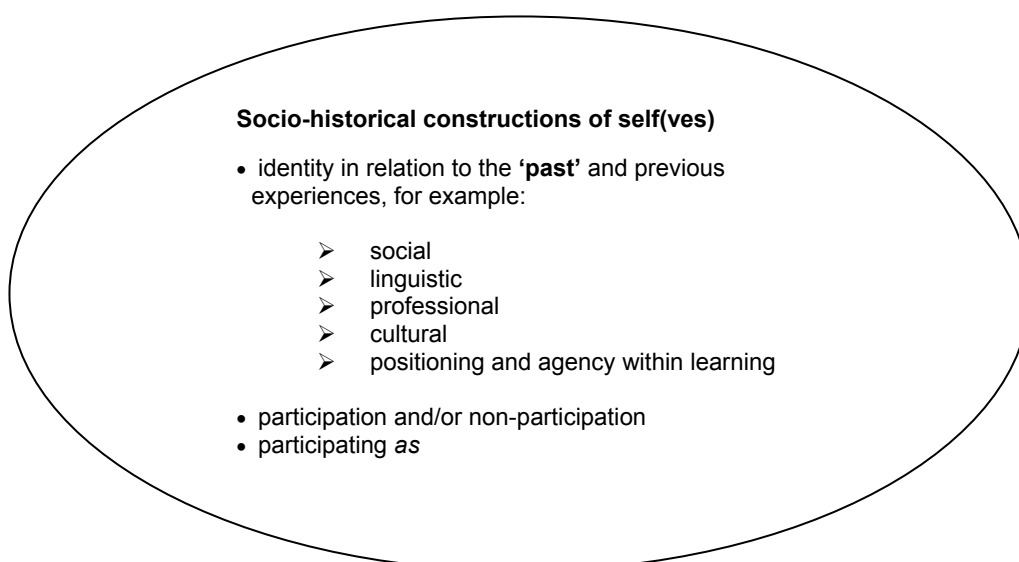 Socio-historical constructions of self(ves)
• identity in relation to the ‘past’ and previous
experiences, for example:
➢ social
➢ linguistic
➢ professional
➢ cultural
➢ positioning and agency within learning
• participation and/or non-participation
• participating as